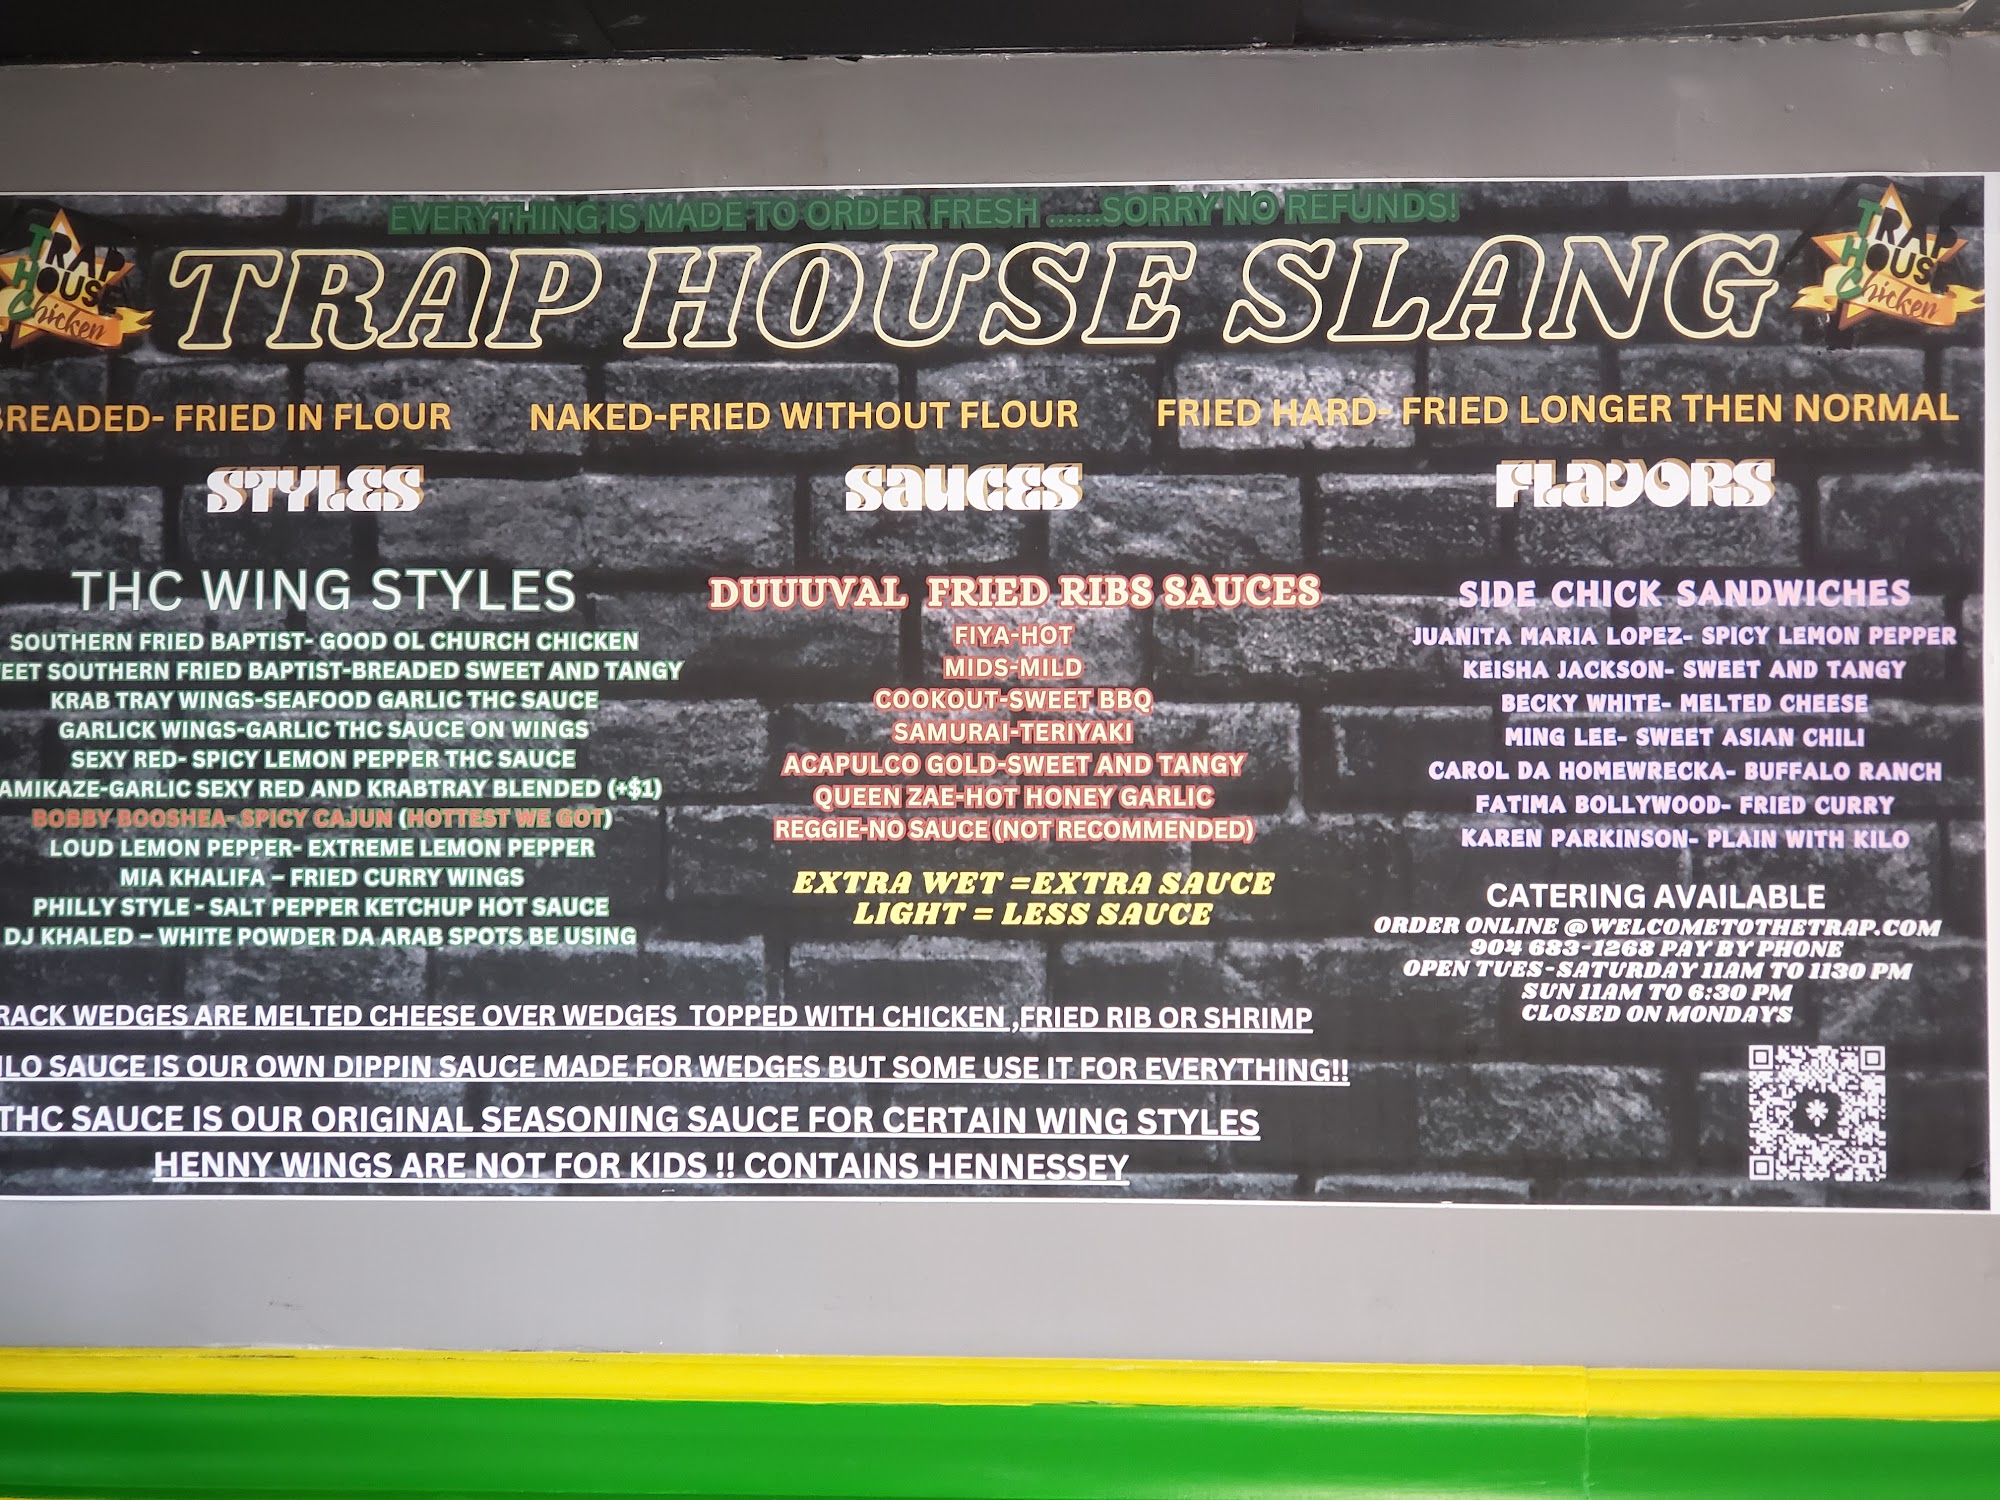 EVERYTHING IS MADE TO ORDER FRESH .......SORRY NO REFUNDS!
TRAP HOUSE Chicken
TRAP HOUSE SLANG
TRAP HOUSE Chicken
BREADED- FRIED IN FLOUR
NAKED-FRIED WITHOUT FLOUR
FRIED HARD- FRIED LONGER THEN NORMAL
STYLES
THC WING STYLES
SOUTHERN FRIED BAPTIST- GOOD OL CHURCH CHICKEN
EET SOUTHERN FRIED BAPTIST-BREADED SWEET AND TANGY
KRAB TRAY WINGS-SEAFOOD GARLIC THC SAUCE
GARLICK WINGS-GARLIC THC SAUCE ON WINGS
SEXY RED- SPICY LEMON PEPPER THC SAUCE
AMIKAZE-GARLIC SEXY RED AND KRABTRAY BLENDED (+$1)
BOBBY BOOSHEA- SPICY CAJUN (HOTTEST WE GOT)
LOUD LEMON PEPPER- EXTREME LEMON PEPPER
MIA KHALIFA – FRIED CURRY WINGS
PHILLY STYLE - SALT PEPPER KETCHUP HOT SAUCE
DJ KHALED – WHITE POWDER DA ARAB SPOTS BE USING
SAUCES
DUUUVAL FRIED RIBS SAUCES
FIYA-HOT
MIDS-MILD
COOKOUT-SWEET BBQ
SAMURAI-TERIYAKI
ACAPULCO GOLD-SWEET AND TANGY
QUEEN ZAE-HOT HONEY GARLIC
REGGIE-NO SAUCE (NOT RECOMMENDED)
EXTRA WET =EXTRA SAUCE
LIGHT = LESS SAUCE
FLAVORS
SIDE CHICK SANDWICHES
JUANITA MARIA LOPEZ- SPICY LEMON PEPPER
KEISHA JACKSON- SWEET AND TANGY
BECKY WHITE- MELTED CHEESE
MING LEE- SWEET ASIAN CHILI
CAROL DA HOMEWRECKA- BUFFALO RANCH
FATIMA BOLLYWOOD- FRIED CURRY
KAREN PARKINSON- PLAIN WITH KILO
CATERING AVAILABLE
ORDER ONLINE @WELCOMETOTHETRAP.COM
904 683-1268 PAY BY PHONE
OPEN TUES-SATURDAY 11AM TO 1130 PM
SUN 11AM TO 6:30 PM
CLOSED ON MONDAYS
RACK WEDGES ARE MELTED CHEESE OVER WEDGES TOPPED WITH CHICKEN ,FRIED RIB OR SHRIMP
ILO SAUCE IS OUR OWN DIPPIN SAUCE MADE FOR WEDGES BUT SOME USE IT FOR EVERYTHING!!
THC SAUCE IS OUR ORIGINAL SEASONING SAUCE FOR CERTAIN WING STYLES
HENNY WINGS ARE NOT FOR KIDS !! CONTAINS HENNESSEY